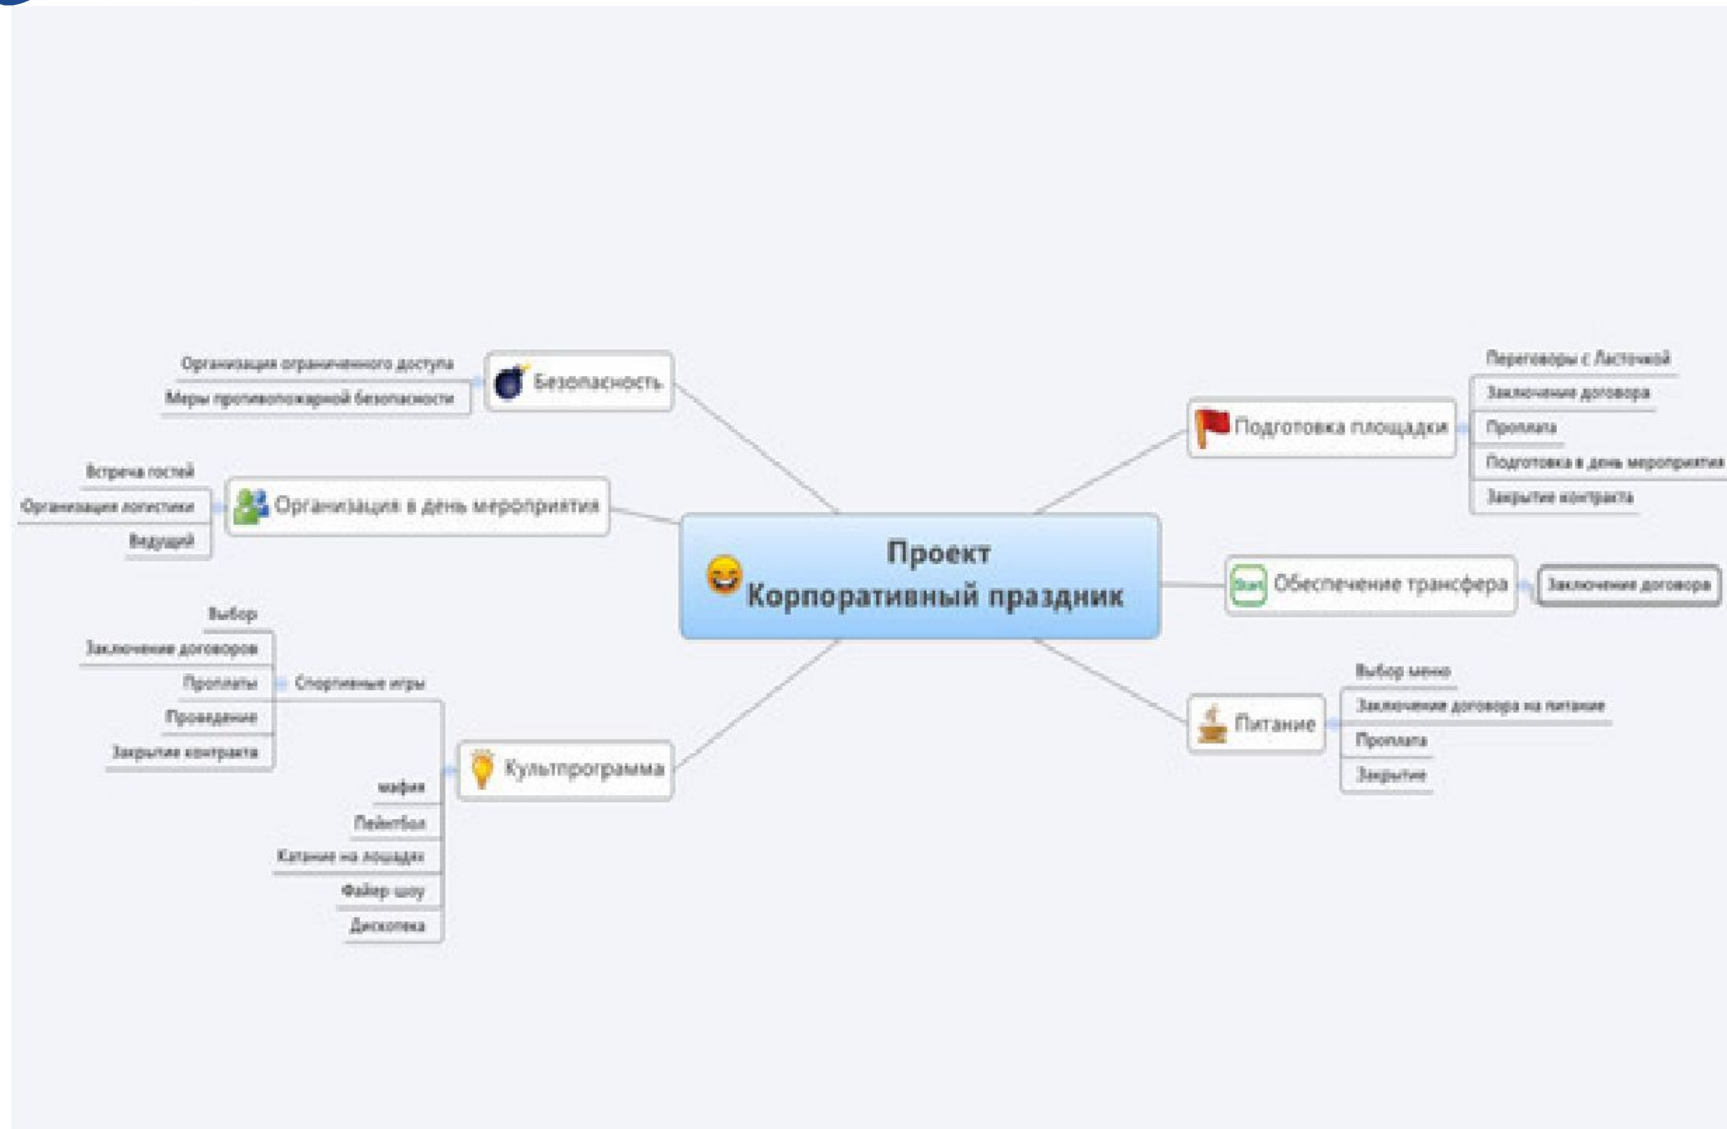 Проект
Корпоративный праздник
Подготовка площадки
Переговоры с Ласточкой
Заключение договора
Проплата
Подготовка в день мероприятия
Закрытие контракта
Start
Обеспечение трансфера
Заключение договора
Питание
Выбор меню
Заключение договора на питание
Проплата
Закрытие
Безопасность
Организация ограниченного доступа
Меры противопожарной безопасности
Организация в день мероприятия
Встреча гостей
Организация логистики
Ведущий
Культпрограмма
Спортивные игры
Выбор
Заключение договоров
Проплаты
Проведение
Закрытие контракта
мафия
Пейнтбол
Катание на лошадях
Файер шоу
Дискотека